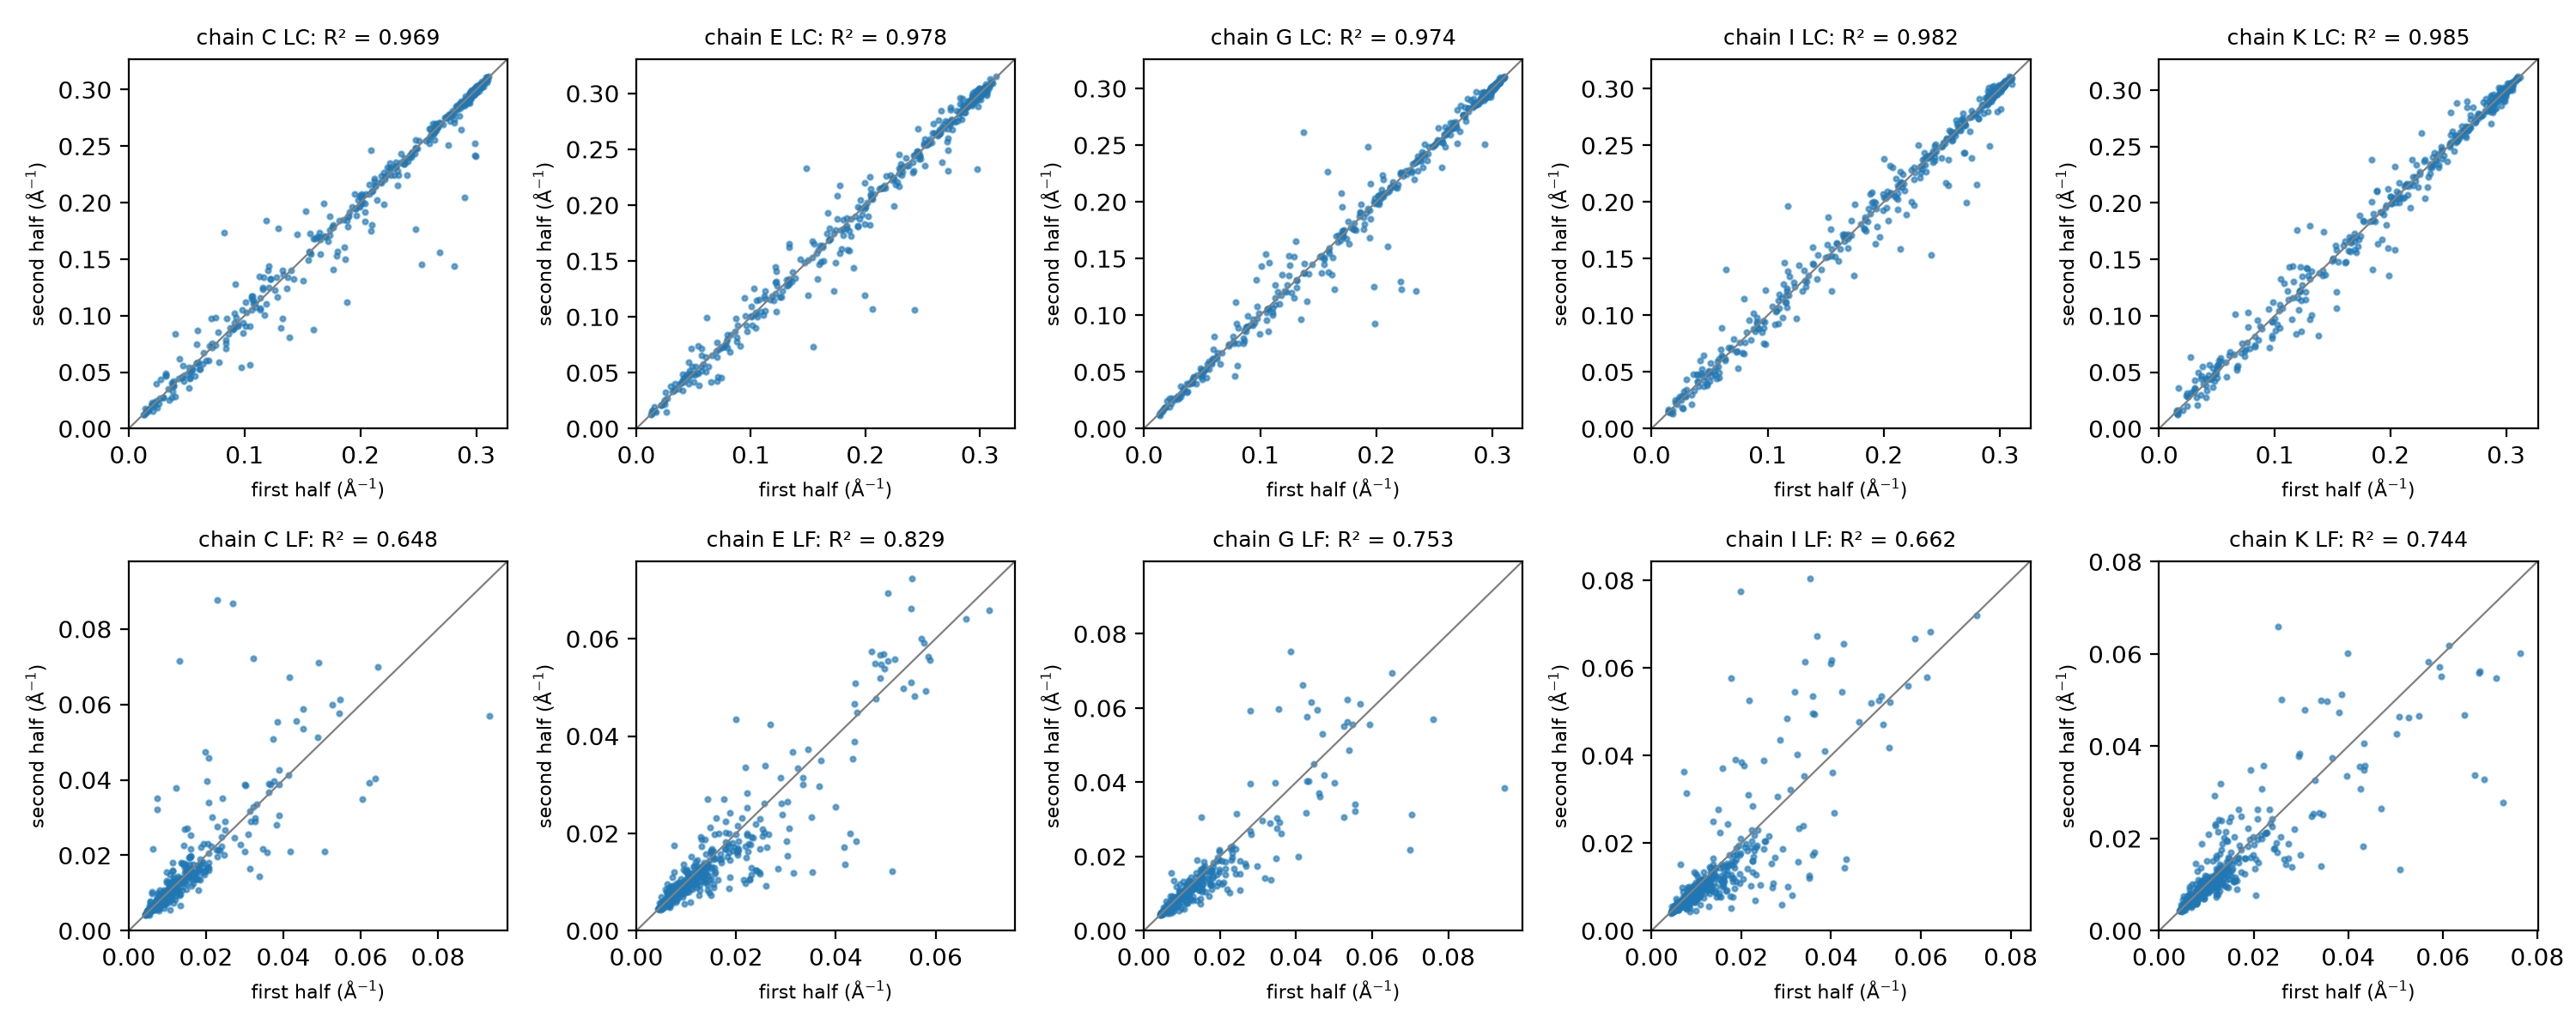 chain C LC: R² = 0.969
chain E LC: R² = 0.978
chain G LC: R² = 0.974
chain I LC: R² = 0.982
chain K LC: R² = 0.985
second half (Å⁻¹)
0.30
0.25
0.20
0.15
0.10
0.05
0.00
0.0 0.1 0.2 0.3
first half (Å⁻¹)
second half (Å⁻¹)
0.30
0.25
0.20
0.15
0.10
0.05
0.00
0.0 0.1 0.2 0.3
first half (Å⁻¹)
second half (Å⁻¹)
0.30
0.25
0.20
0.15
0.10
0.05
0.00
0.0 0.1 0.2 0.3
first half (Å⁻¹)
second half (Å⁻¹)
0.30
0.25
0.20
0.15
0.10
0.05
0.00
0.0 0.1 0.2 0.3
first half (Å⁻¹)
second half (Å⁻¹)
0.30
0.25
0.20
0.15
0.10
0.05
0.00
0.0 0.1 0.2 0.3
first half (Å⁻¹)
chain C LF: R² = 0.648
chain E LF: R² = 0.829
chain G LF: R² = 0.753
chain I LF: R² = 0.662
chain K LF: R² = 0.744
second half (Å⁻¹)
0.08
0.06
0.04
0.02
0.00
0.00 0.02 0.04 0.06 0.08
first half (Å⁻¹)
second half (Å⁻¹)
0.06
0.04
0.02
0.00
0.00 0.02 0.04 0.06
first half (Å⁻¹)
second half (Å⁻¹)
0.08
0.06
0.04
0.02
0.00
0.00 0.02 0.04 0.06 0.08
first half (Å⁻¹)
second half (Å⁻¹)
0.08
0.06
0.04
0.02
0.00
0.00 0.02 0.04 0.06 0.08
first half (Å⁻¹)
second half (Å⁻¹)
0.08
0.06
0.04
0.02
0.00
0.00 0.02 0.04 0.06 0.08
first half (Å⁻¹)